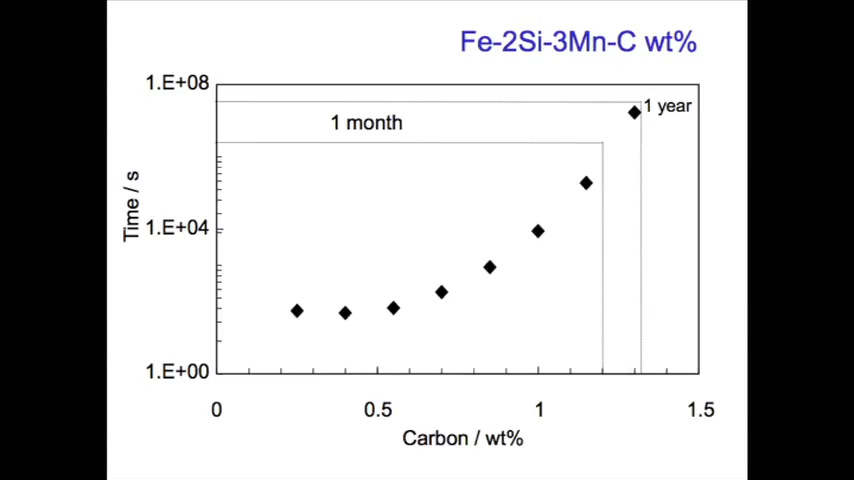 Fe-2Si-3Mn-C wt%
1.E+08
1 year
1 month
Time / s
1.E+04
1.E+00
0 0.5 1 1.5
Carbon / wt%